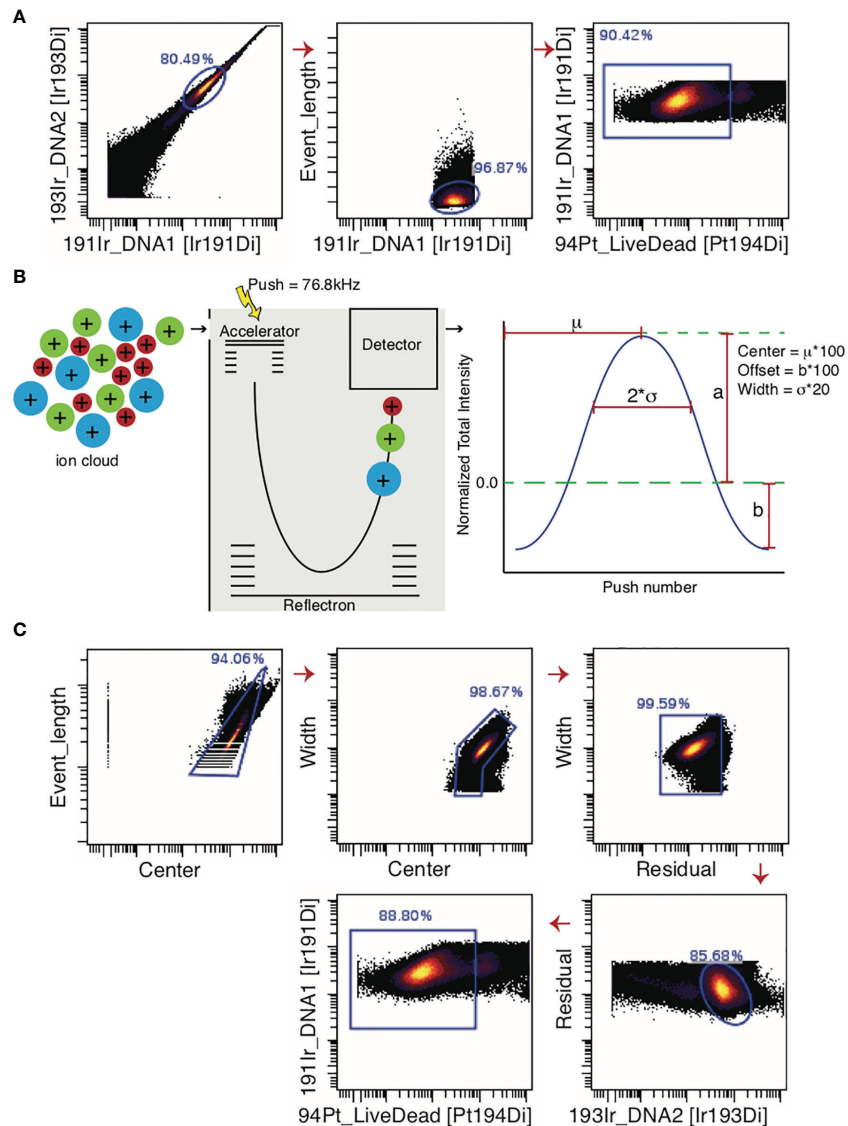 A
193Ir_DNA2 [Ir193Di]
80.49%
191Ir_DNA1 [Ir191Di]
Event_length
96.87%
191Ir_DNA1 [Ir191Di]
191Ir_DNA1 [Ir191Di]
90.42%
94Pt_LiveDead [Pt194Di]
B
+ + + + + + + + + + + + + + + + + +
ion cloud
Push = 76.8kHz
Accelerator
Detector
+
+
+
Reflectron
Normalized Total Intensity
0.0
μ
2*σ
a
b
Center = μ*100
Offset = b*100
Width = σ*20
Push number
C
Event_length
94.06%
Center
Width
98.67%
Center
Width
99.59%
Residual
191Ir_DNA1 [Ir191Di]
88.80%
94Pt_LiveDead [Pt194Di]
Residual
85.68%
193Ir_DNA2 [Ir193Di]